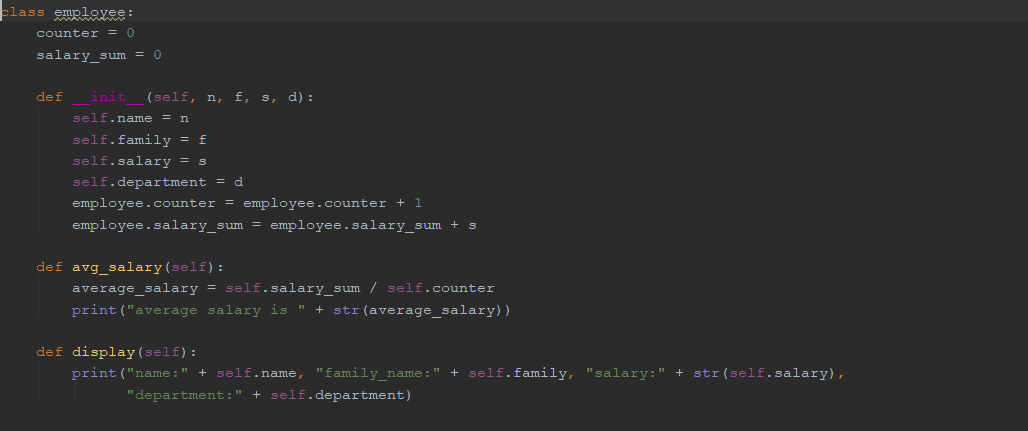 class employee:
    counter = 0
    salary_sum = 0

    def __init__(self, n, f, s, d):
        self.name = n
        self.family = f
        self.salary = s
        self.department = d
        employee.counter = employee.counter + 1
        employee.salary_sum = employee.salary_sum + s

    def avg_salary(self):
        average_salary = self.salary_sum / self.counter
        print("average salary is " + str(average_salary))

    def display(self):
        print("name:" + self.name, "family_name:" + self.family, "salary:" + str(self.salary),
              "department:" + self.department)